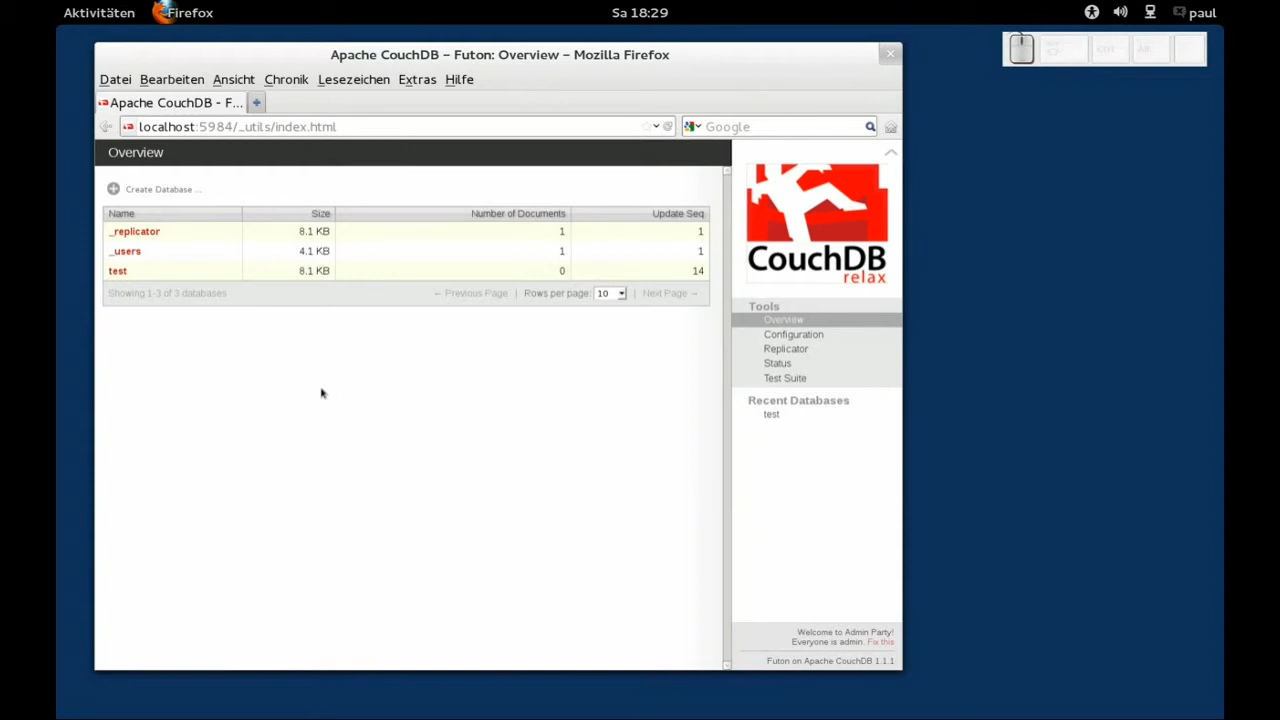 Aktivitäten Firefox Sa 18:29 paul
Apache CouchDB – Futon: Overview – Mozilla Firefox
Datei Bearbeiten Ansicht Chronik Lesezeichen Extras Hilfe
Apache CouchDB - F...
localhost:5984/_utils/index.html Google
Overview
Create Database ...
Name Size Number of Documents Update Seq
_replicator 8.1 KB 1 1
_users 4.1 KB 1 1
test 8.1 KB 0 14
Showing 1-3 of 3 databases ← Previous Page | Rows per page: 10 | Next Page →
CouchDB
relax
Tools
Overview
Configuration
Replicator
Status
Test Suite
Recent Databases
test
Welcome to Admin Party!
Everyone is admin. Fix this
Futon on Apache CouchDB 1.1.1